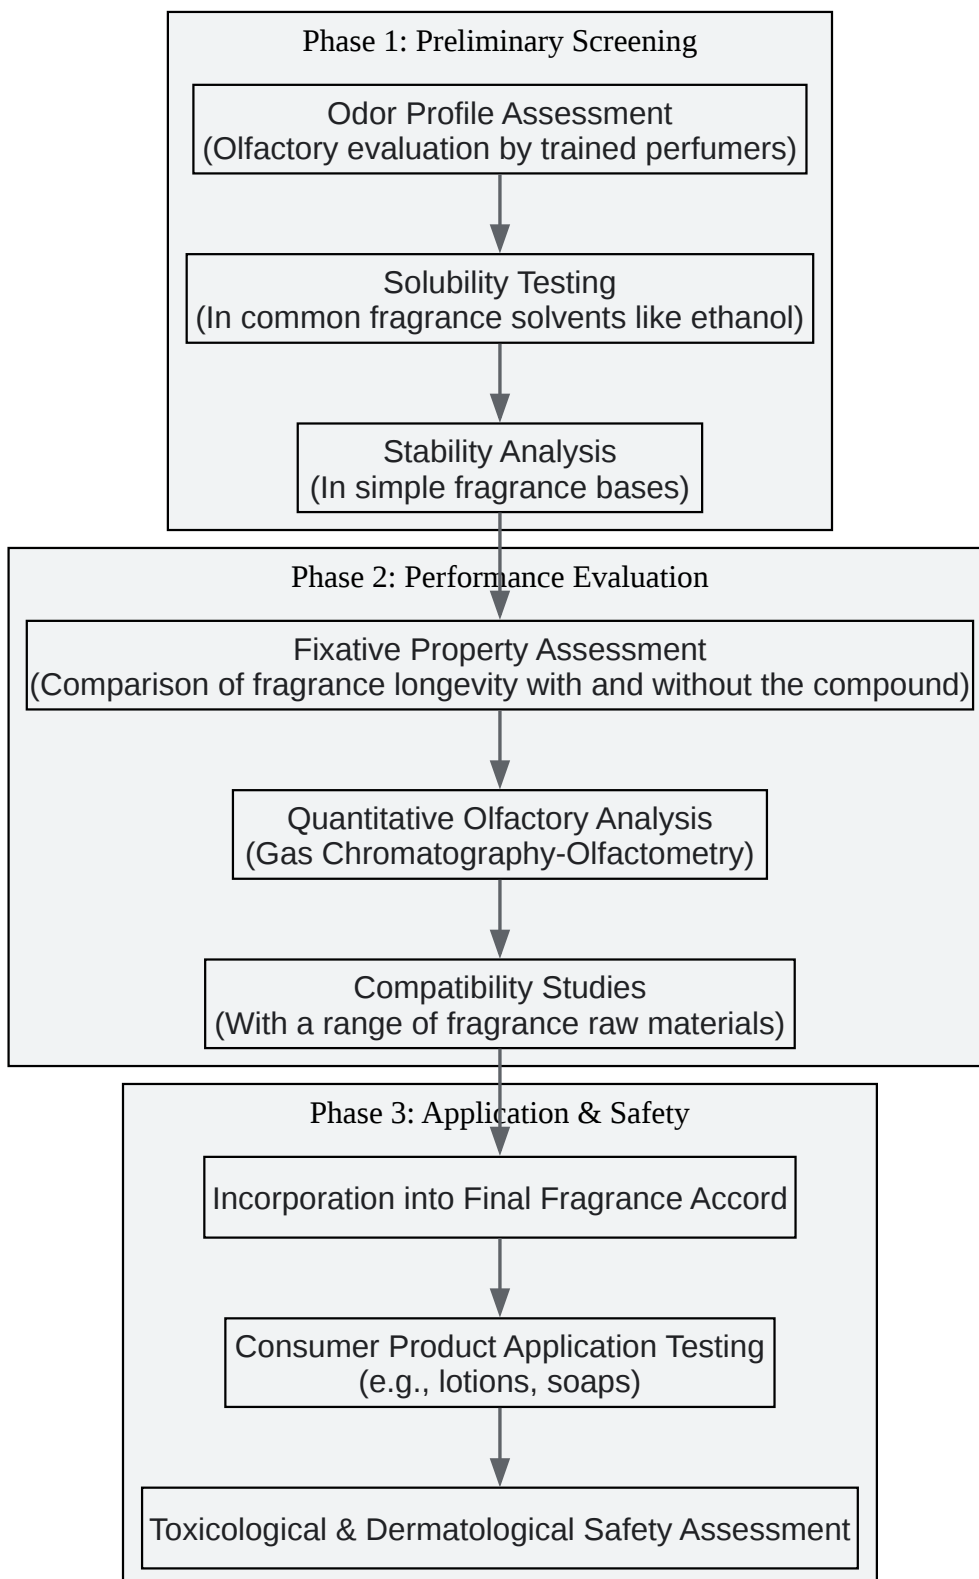 Phase 1: Preliminary Screening
Odor Profile Assessment
(Olfactory evaluation by trained perfumers)
Solubility Testing
(In common fragrance solvents like ethanol)
Stability Analysis
(In simple fragrance bases)
Phase 2: Performance Evaluation
Fixative Property Assessment
(Comparison of fragrance longevity with and without the compound)
Quantitative Olfactory Analysis
(Gas Chromatography-Olfactometry)
Compatibility Studies
(With a range of fragrance raw materials)
Phase 3: Application & Safety
Incorporation into Final Fragrance Accord
Consumer Product Application Testing
(e.g., lotions, soaps)
Toxicological & Dermatological Safety Assessment